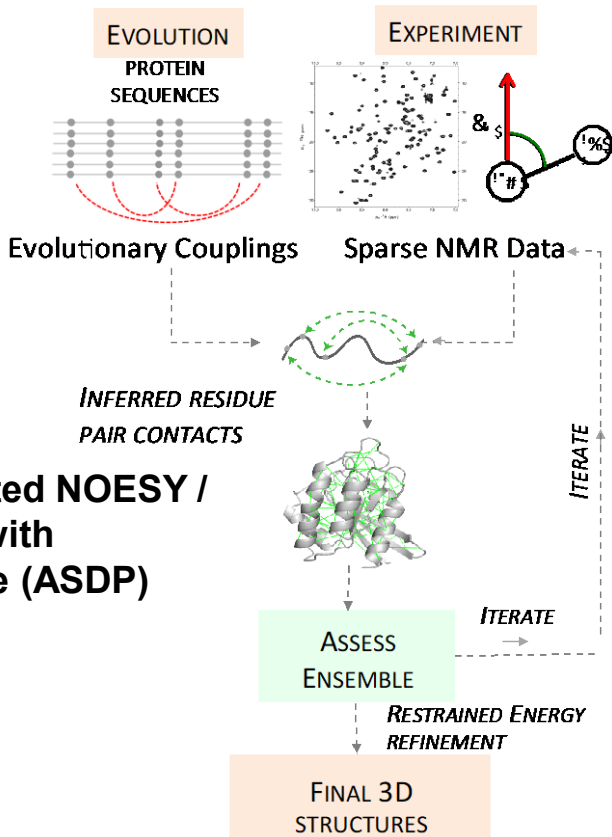 EVOLUTION
EXPERIMENT
PROTEIN
SEQUENCES
&
$
!"#
!%$
Evolutionary Couplings
Sparse NMR Data
INFERRED RESIDUE
PAIR CONTACTS
ted NOESY /
with
e (ASDP)
ITERATE
ASSESS
ENSEMBLE
ITERATE
RESTRAINED ENERGY
REFINEMENT
FINAL 3D
STRUCTURES